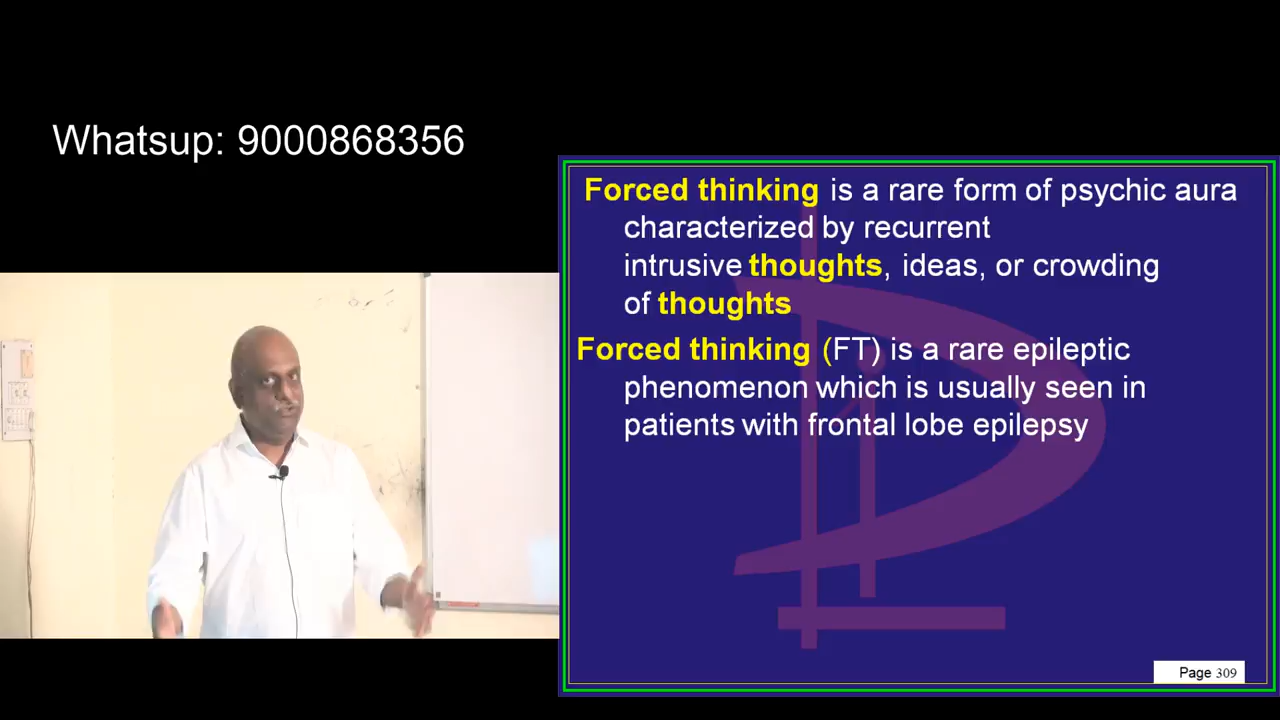 Whatsup: 9000868356
Forced thinking is a rare form of psychic aura
characterized by recurrent
intrusive thoughts, ideas, or crowding
of thoughts
Forced thinking (FT) is a rare epileptic
phenomenon which is usually seen in
patients with frontal lobe epilepsy
Page 309